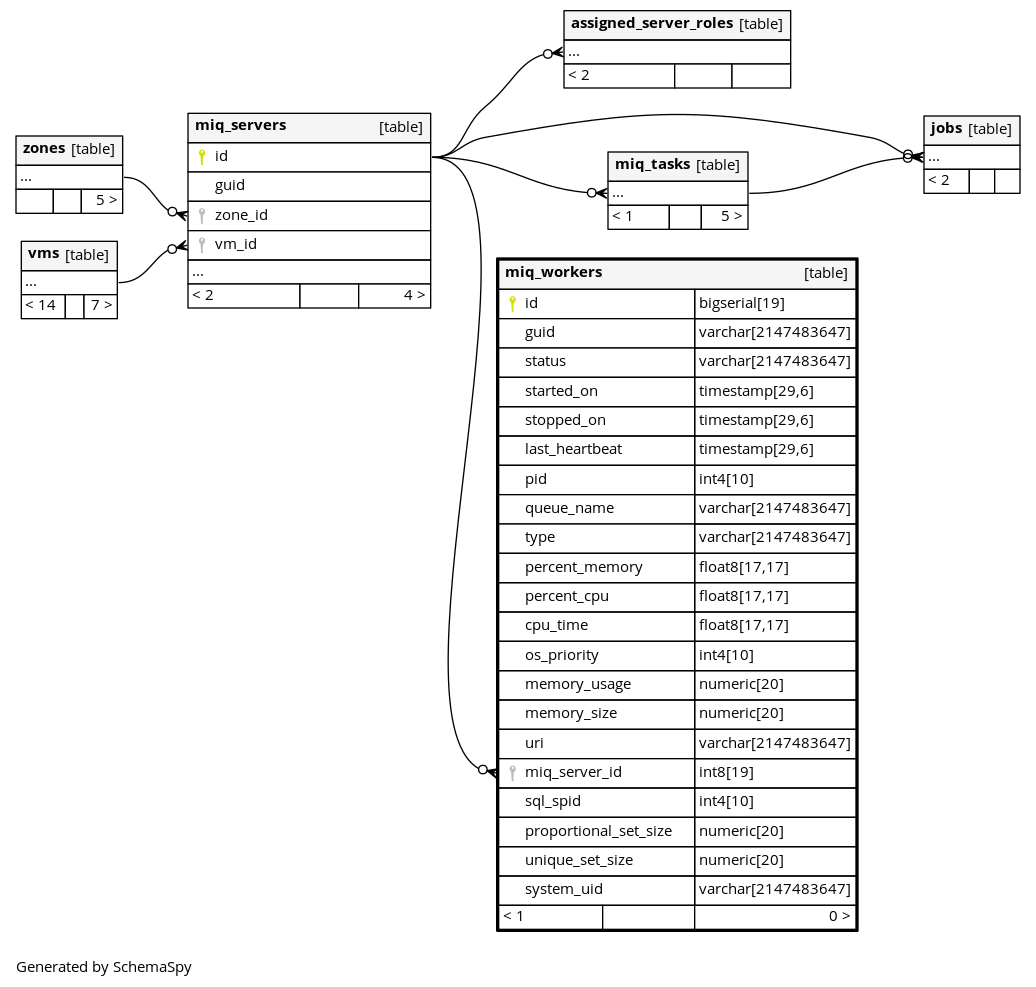 assigned_server_roles [table]
...
< 2
miq_servers [table]
id
guid
zone_id
vm_id
...
< 2 4 >
zones [table]
...
5 >
vms [table]
...
< 14 7 >
jobs [table]
...
< 2
miq_tasks [table]
...
< 1 5 >
miq_workers [table]
id bigserial[19]
guid varchar[2147483647]
status varchar[2147483647]
started_on timestamp[29,6]
stopped_on timestamp[29,6]
last_heartbeat timestamp[29,6]
pid int4[10]
queue_name varchar[2147483647]
type varchar[2147483647]
percent_memory float8[17,17]
percent_cpu float8[17,17]
cpu_time float8[17,17]
os_priority int4[10]
memory_usage numeric[20]
memory_size numeric[20]
uri varchar[2147483647]
miq_server_id int8[19]
sql_spid int4[10]
proportional_set_size numeric[20]
unique_set_size numeric[20]
system_uid varchar[2147483647]
< 1 0 >
Generated by SchemaSpy